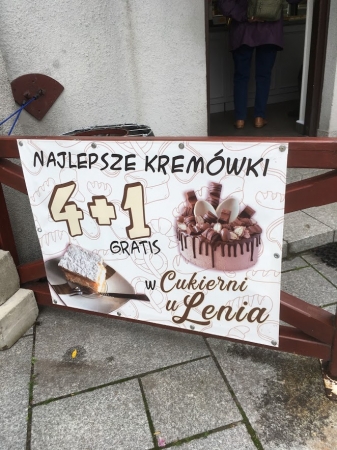 NAJLEPSZE KREMÓWKI
4+1
GRATIS
w Cukierni
u Lenia